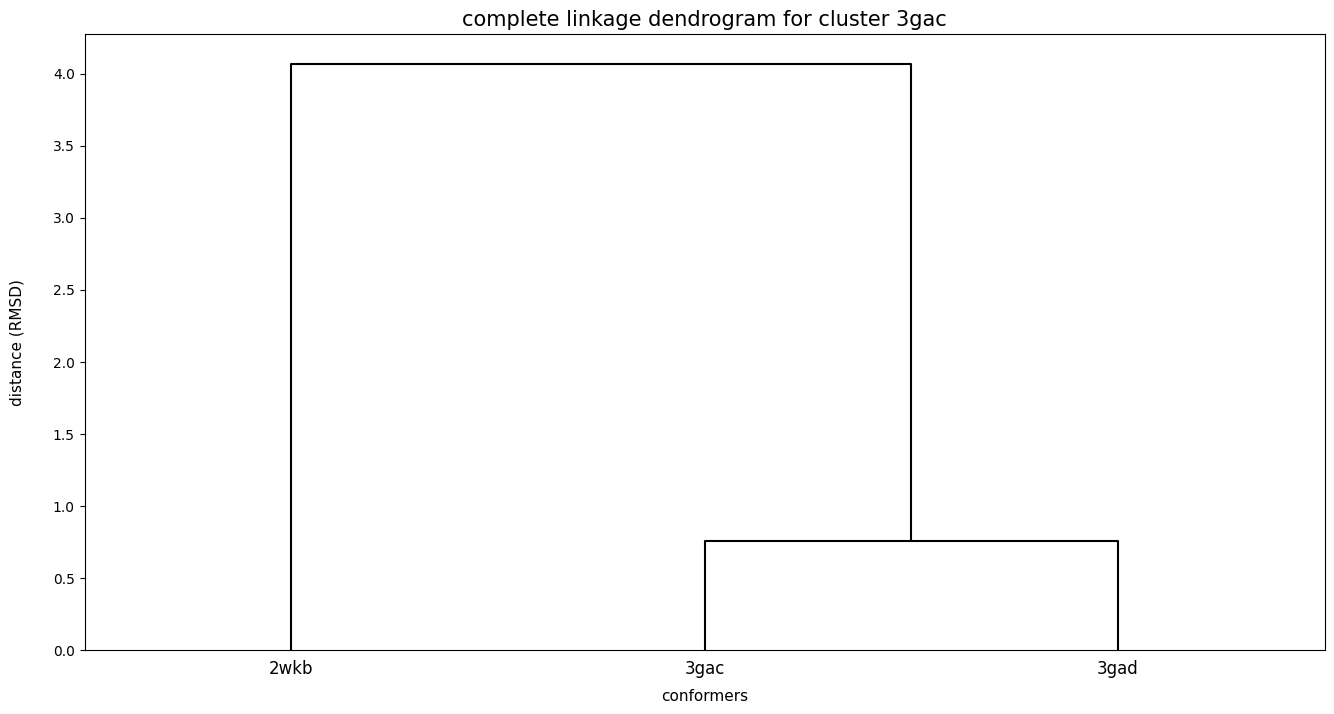 complete linkage dendrogram for cluster 3gac
4.0
3.5
3.0
2.5
2.0
1.5
1.0
0.5
0.0
distance (RMSD)
2wkb 3gac 3gad
conformers